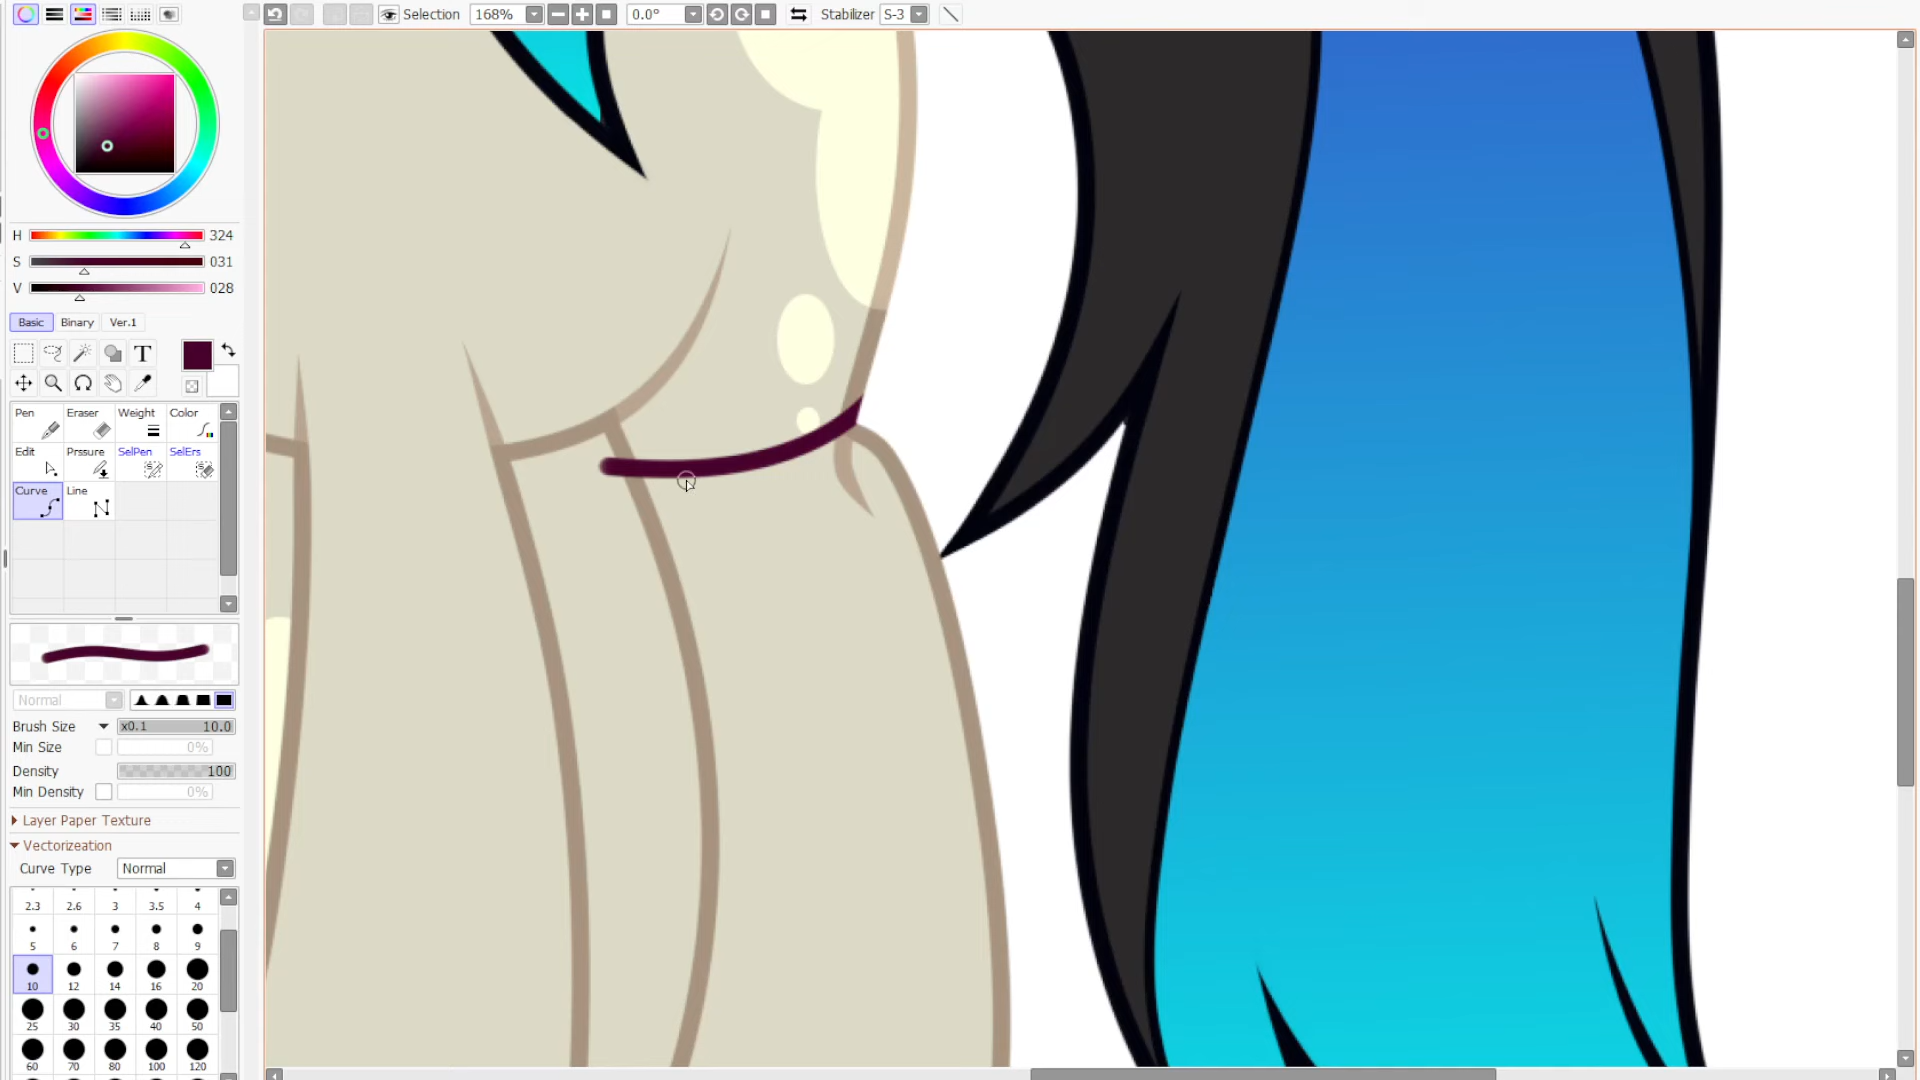 Selection 168% 0.0° Stabilizer S-3
H 324
S 031
V 028
Basic Binary Ver.1
T
Pen Eraser Weight Color
Edit Prssure SelPen SelErs
Curve Line
Normal
Brush Size x0.1 10.0
Min Size 0%
Density 100
Min Density 0%
Layer Paper Texture
Vectorizeation
Curve Type Normal
2.3 2.6 3 3.5 4
5 6 7 8 9
10 12 14 16 20
25 30 35 40 50
60 70 80 100 120